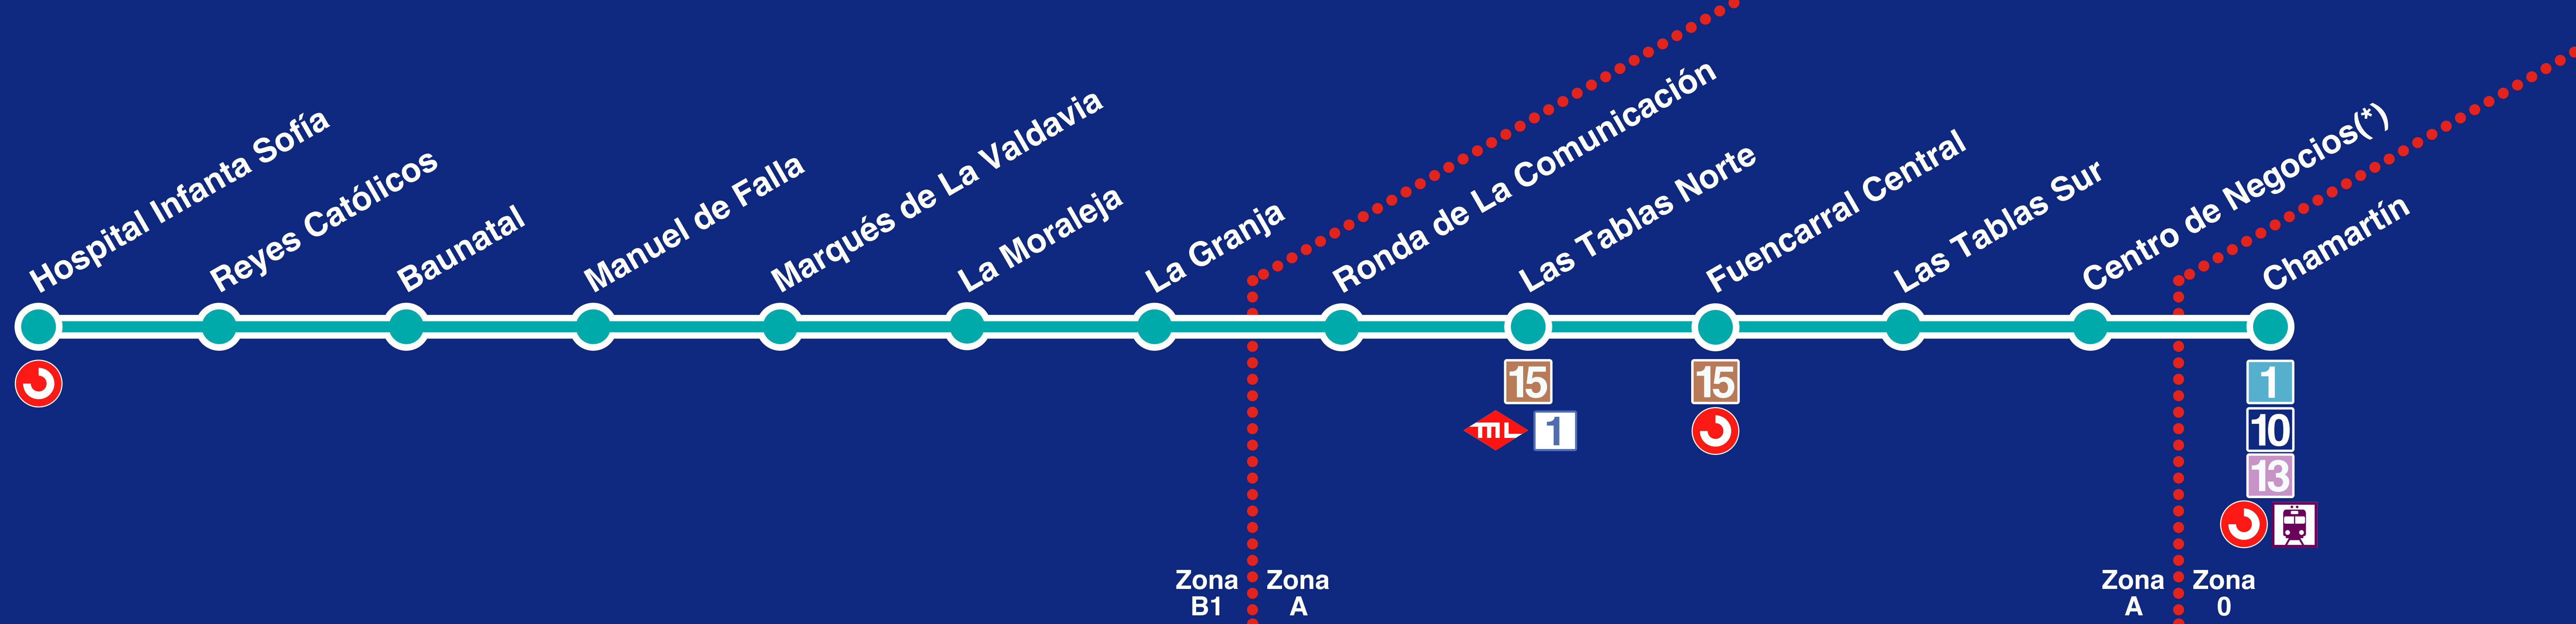 Hospital Infanta Sofía
Reyes Católicos
Baunatal
Manuel de Falla
Marqués de La Valdavia
La Moraleja
La Granja
Ronda de La Comunicación
Las Tablas Norte
Fuencarral Central
Las Tablas Sur
Centro de Negocios(*)
Chamartín
15
ML 1
15
1
10
13
Zona
B1
Zona
A
Zona
A
Zona
0